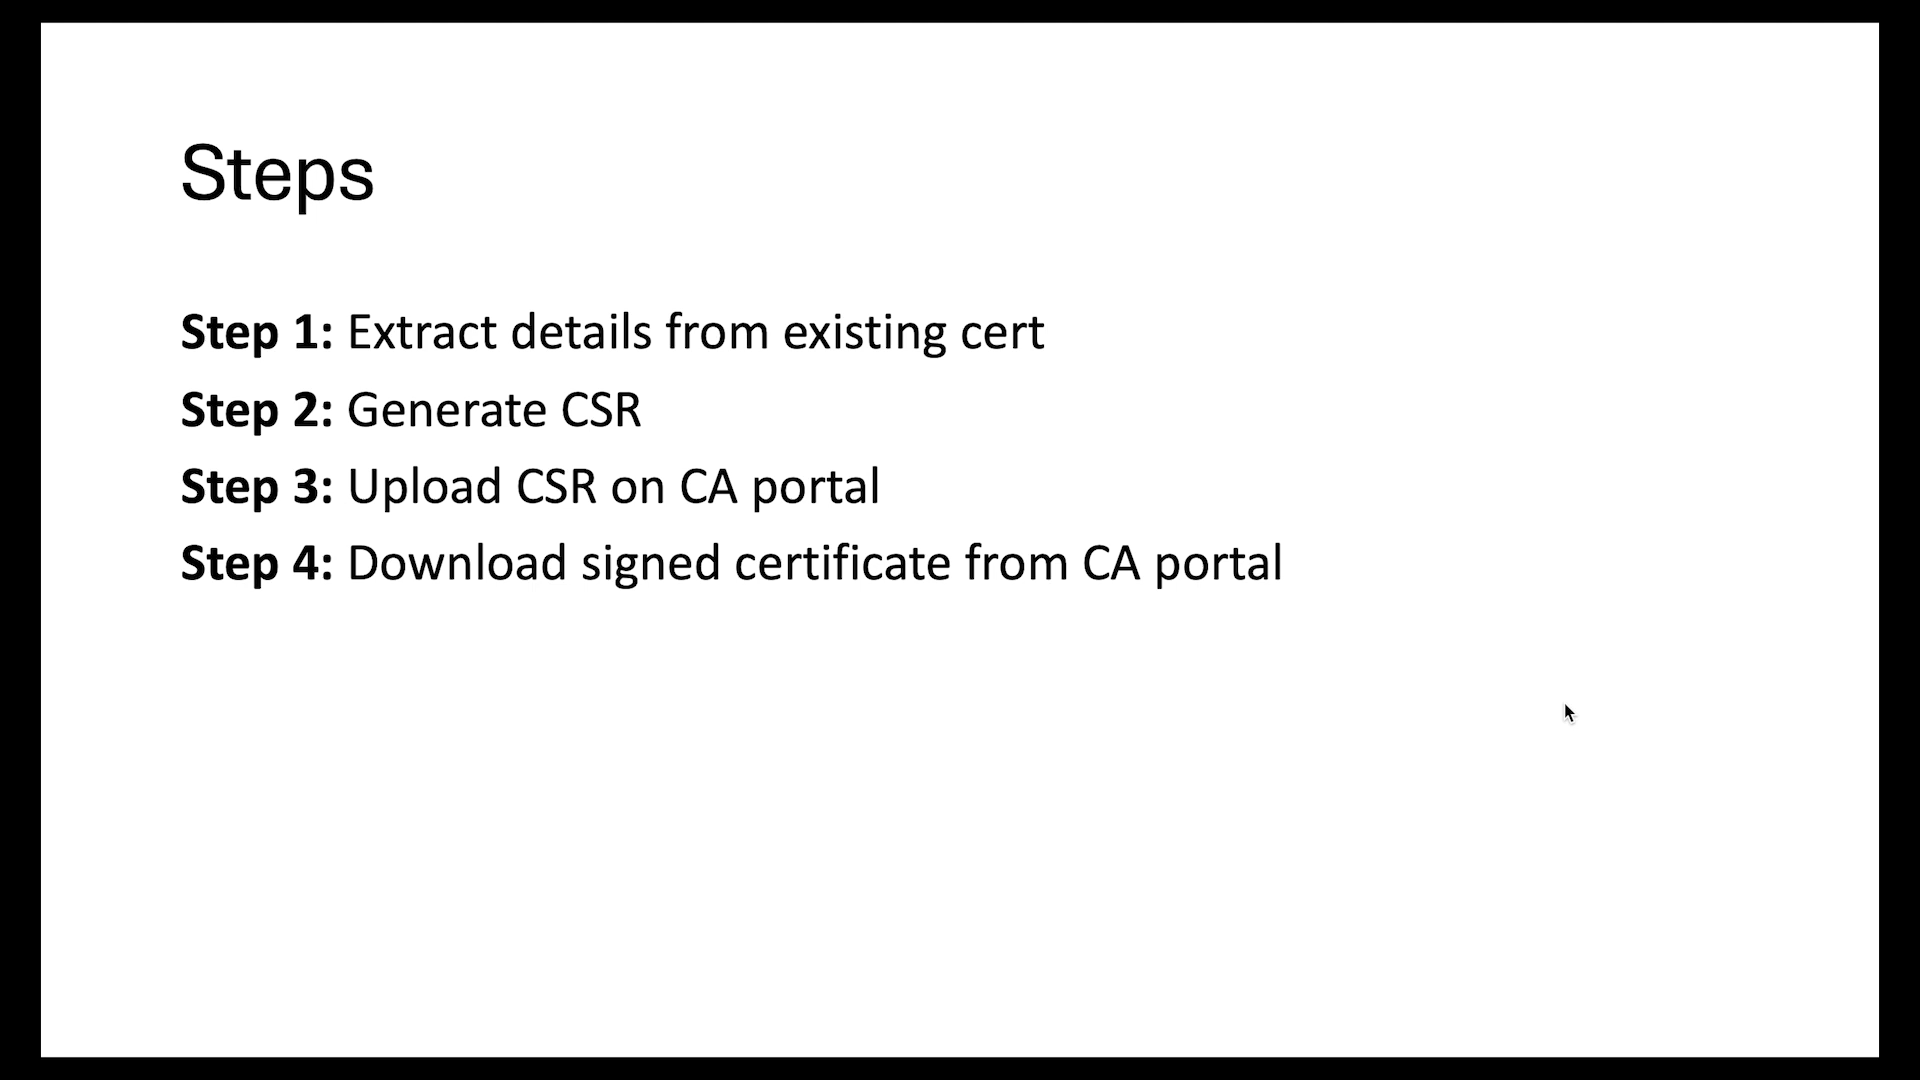 Steps
Step 1: Extract details from existing cert
Step 2: Generate CSR
Step 3: Upload CSR on CA portal
Step 4: Download signed certificate from CA portal